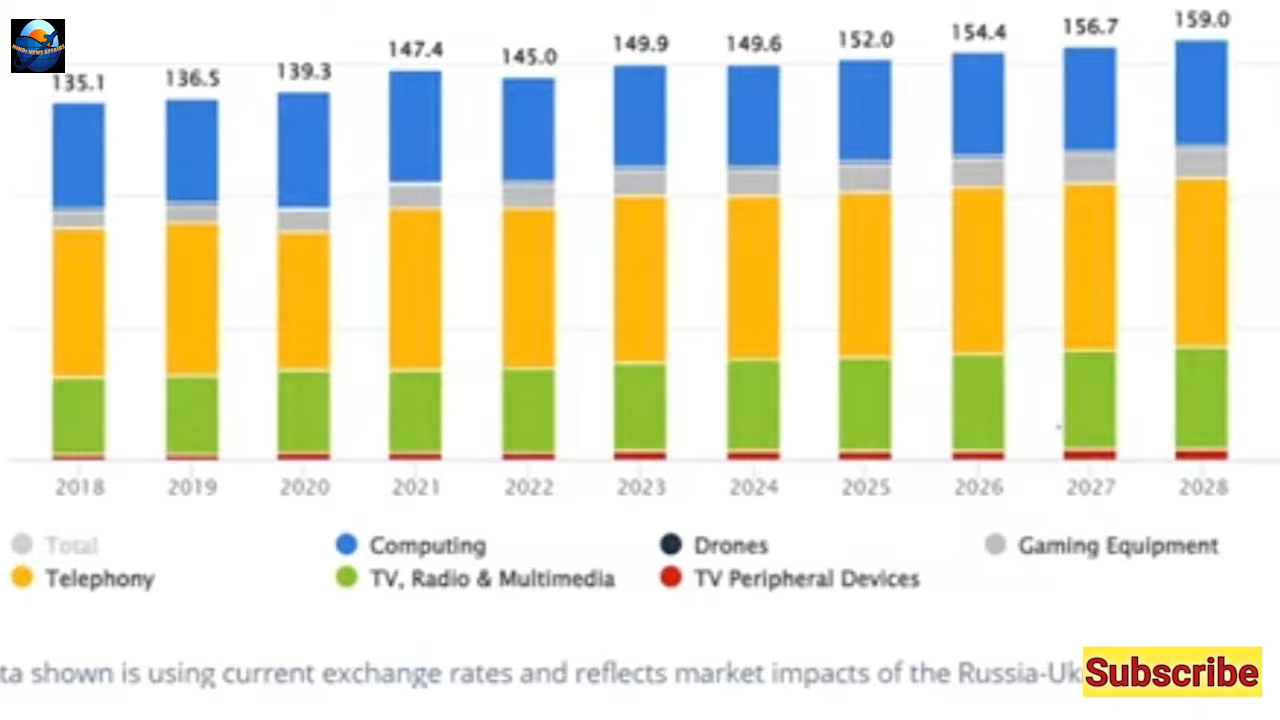 HINDI NEWS AFFAIRS
135.1 136.5 139.3 147.4 145.0 149.9 149.6 152.0 154.4 156.7 159.0
2018 2019 2020 2021 2022 2023 2024 2025 2026 2027 2028
Total Computing Drones Gaming Equipment
Telephony TV, Radio & Multimedia TV Peripheral Devices
ta shown is using current exchange rates and reflects market impacts of the Russia-Uk
Subscribe